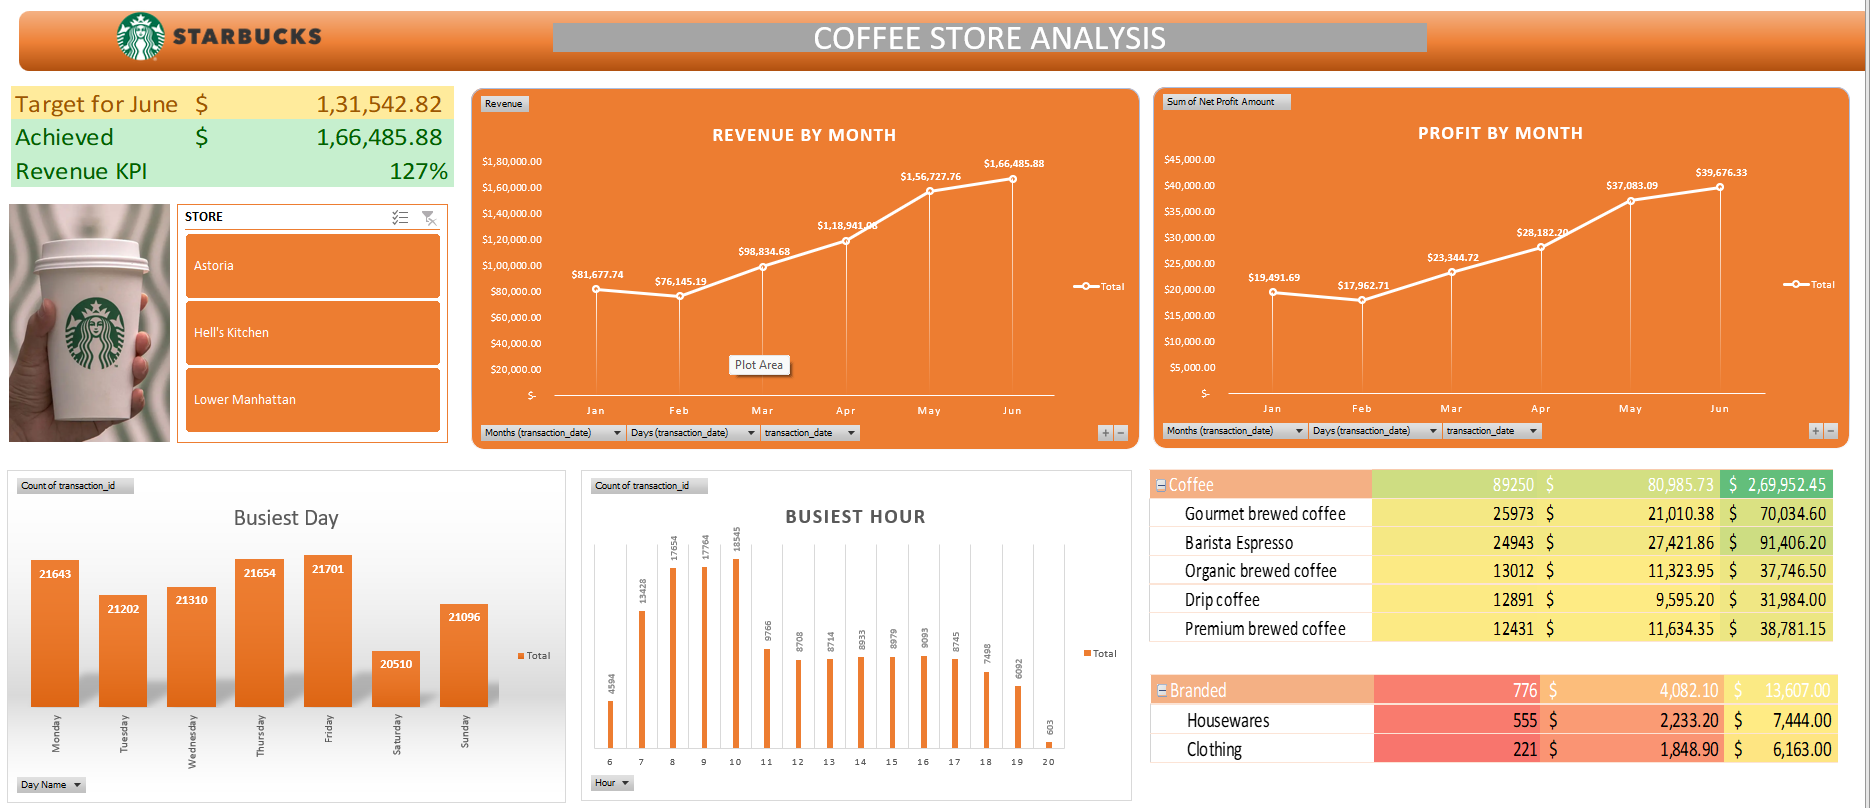 STARBUCKS
COFFEE STORE ANALYSIS
Target for June $ 1,31,542.82
Achieved $ 1,66,485.88
Revenue KPI 127%
STORE
Astoria
Hell's Kitchen
Lower Manhattan
Revenue
REVENUE BY MONTH
$1,80,000.00
$1,60,000.00
$1,40,000.00
$1,20,000.00
$1,00,000.00
$80,000.00
$60,000.00
$40,000.00
$20,000.00
$-
$81,677.74
$76,145.19
$98,834.68
$1,18,941.08
$1,56,727.76
$1,66,485.88
Total
Plot Area
Jan Feb Mar Apr May Jun
Months (transaction_date) Days (transaction_date) transaction_date + -
Sum of Net Profit Amount
PROFIT BY MONTH
$45,000.00
$40,000.00
$35,000.00
$30,000.00
$25,000.00
$20,000.00
$15,000.00
$10,000.00
$5,000.00
$-
$19,491.69
$17,962.71
$23,344.72
$28,182.20
$37,083.09
$39,676.33
Total
Jan Feb Mar Apr May Jun
Months (transaction_date) Days (transaction_date) transaction_date + -
Count of transaction_id
Busiest Day
21643
21202
21310
21654
21701
20510
21096
Total
Monday
Tuesday
Wednesday
Thursday
Friday
Saturday
Sunday
Day Name
Count of transaction_id
BUSIEST HOUR
4594
13428
17654
17764
18545
9766
8708
8714
8933
8979
9093
8745
7498
6092
603
Total
6 7 8 9 10 11 12 13 14 15 16 17 18 19 20
Hour
Coffee 89250 $ 80,985.73 $ 2,69,952.45
Gourmet brewed coffee 25973 $ 21,010.38 $ 70,034.60
Barista Espresso 24943 $ 27,421.86 $ 91,406.20
Organic brewed coffee 13012 $ 11,323.95 $ 37,746.50
Drip coffee 12891 $ 9,595.20 $ 31,984.00
Premium brewed coffee 12431 $ 11,634.35 $ 38,781.15
Branded 776 $ 4,082.10 $ 13,607.00
Housewares 555 $ 2,233.20 $ 7,444.00
Clothing 221 $ 1,848.90 $ 6,163.00